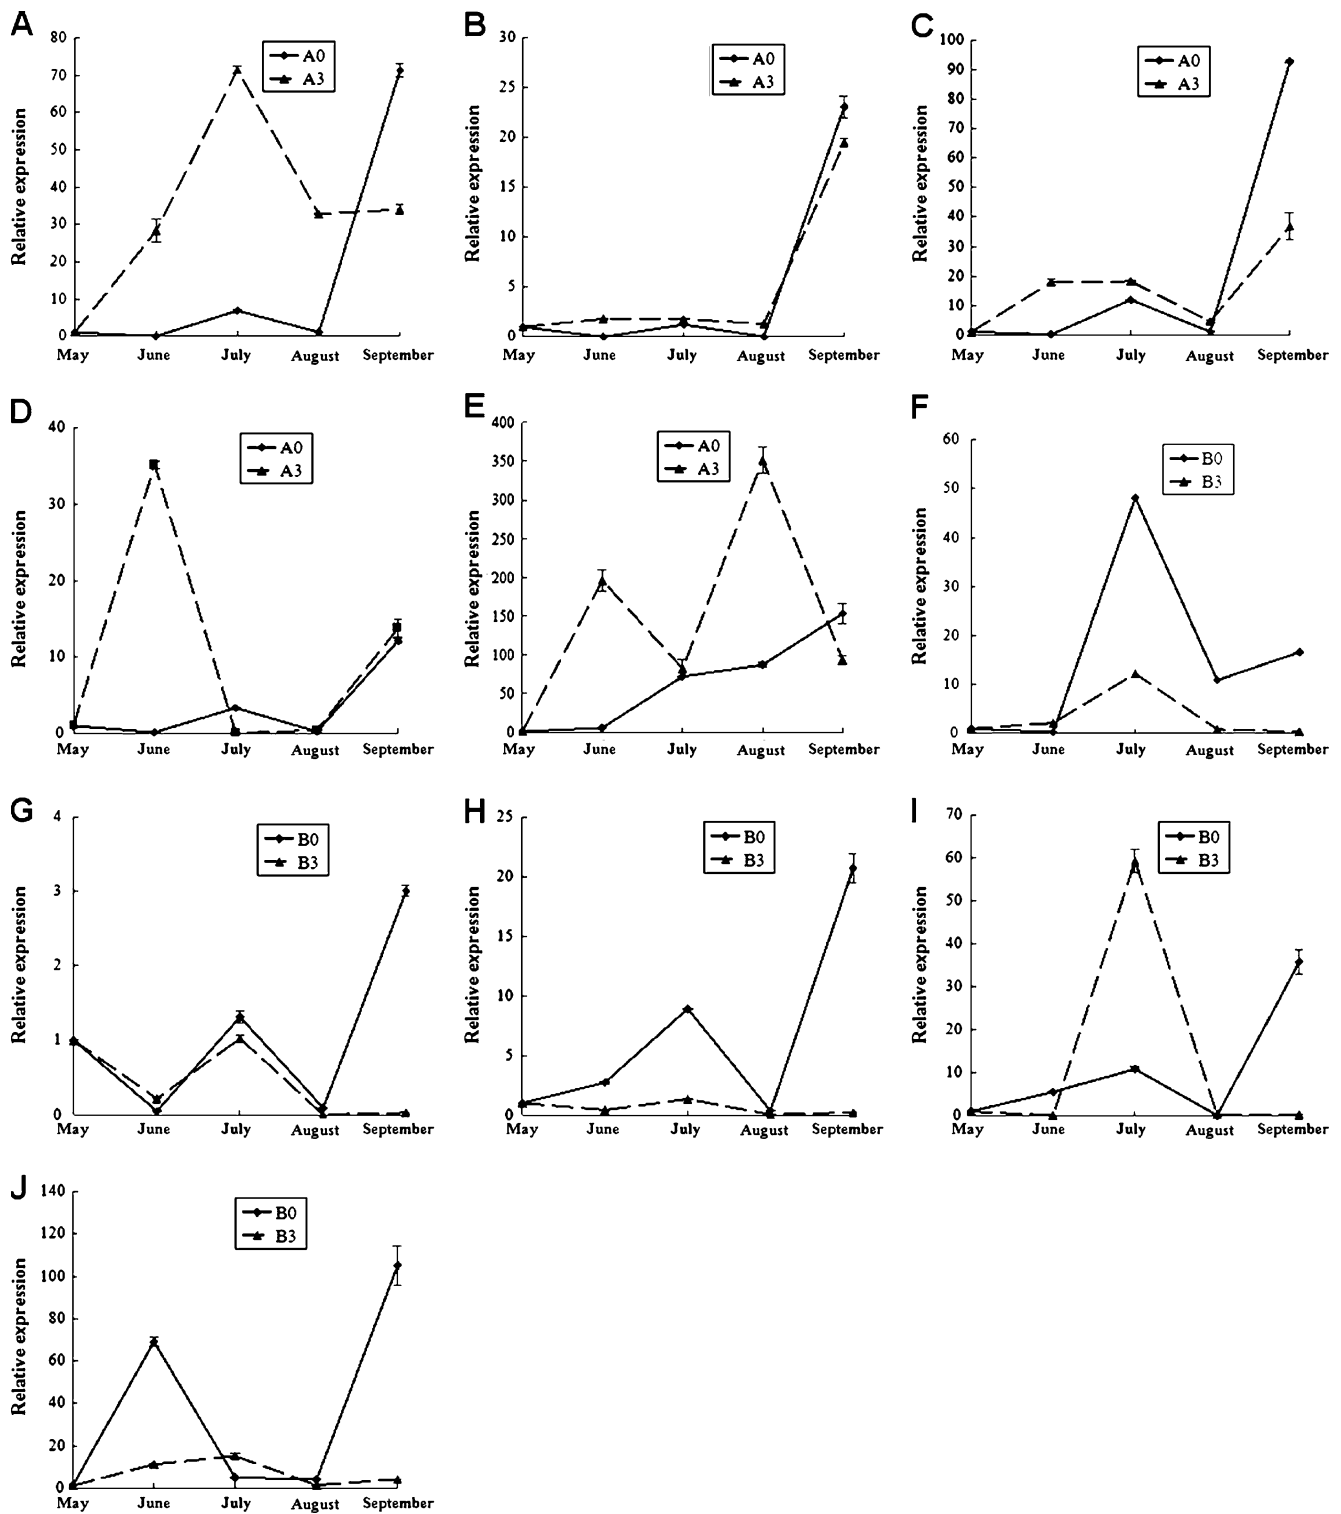 A
80
70
60
50
40
30
20
10
0
Relative expression
A0
A3
May June July August September
B
30
25
20
15
10
5
0
Relative expression
A0
A3
May June July August September
C
100
90
80
70
60
50
40
30
20
10
0
Relative expression
A0
A3
May June July August September
D
40
30
20
10
0
Relative expression
A0
A3
May June July August September
E
400
350
300
250
200
150
100
50
0
Relative expression
A0
A3
May June July August September
F
60
50
40
30
20
10
0
Relative expression
B0
B3
May June July August September
G
4
3
2
1
0
Relative expression
B0
B3
May June July August September
H
25
20
15
10
5
0
Relative expression
B0
B3
May June July August September
I
70
60
50
40
30
20
10
0
Relative expression
B0
B3
May June July August September
J
140
120
100
80
60
40
20
0
Relative expression
B0
B3
May June July August September